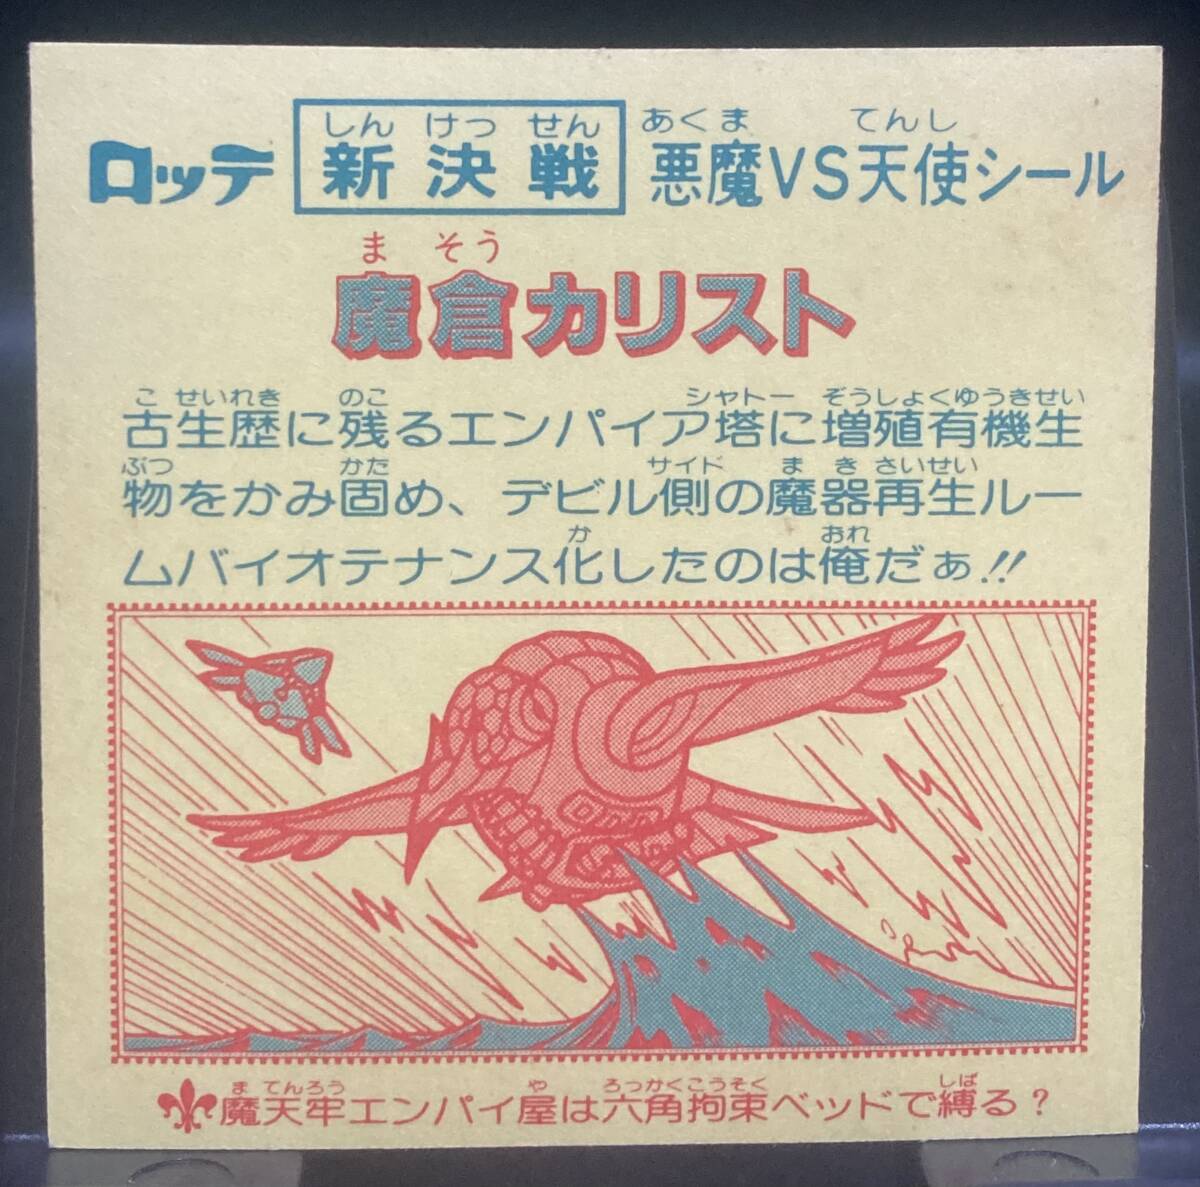 しん けっ せん あくま てんし
ロッテ 新決戦 悪魔VS天使シール
ま そう
魔倉カリスト
こ せいれき のこ シャトー ぞうしょくゆうきせい
古生歴に残るエンパイア塔に増殖有機生
ぶつ かた サイド ま き さいせい
物をかみ固め、デビル側の魔器再生ルー
か おれ
ムバイオテナンス化したのは俺だぁ!!
ま てんろう や ろっかくこうそく しば
魔天牢エンパイ屋は六角拘束ベッドで縛る?